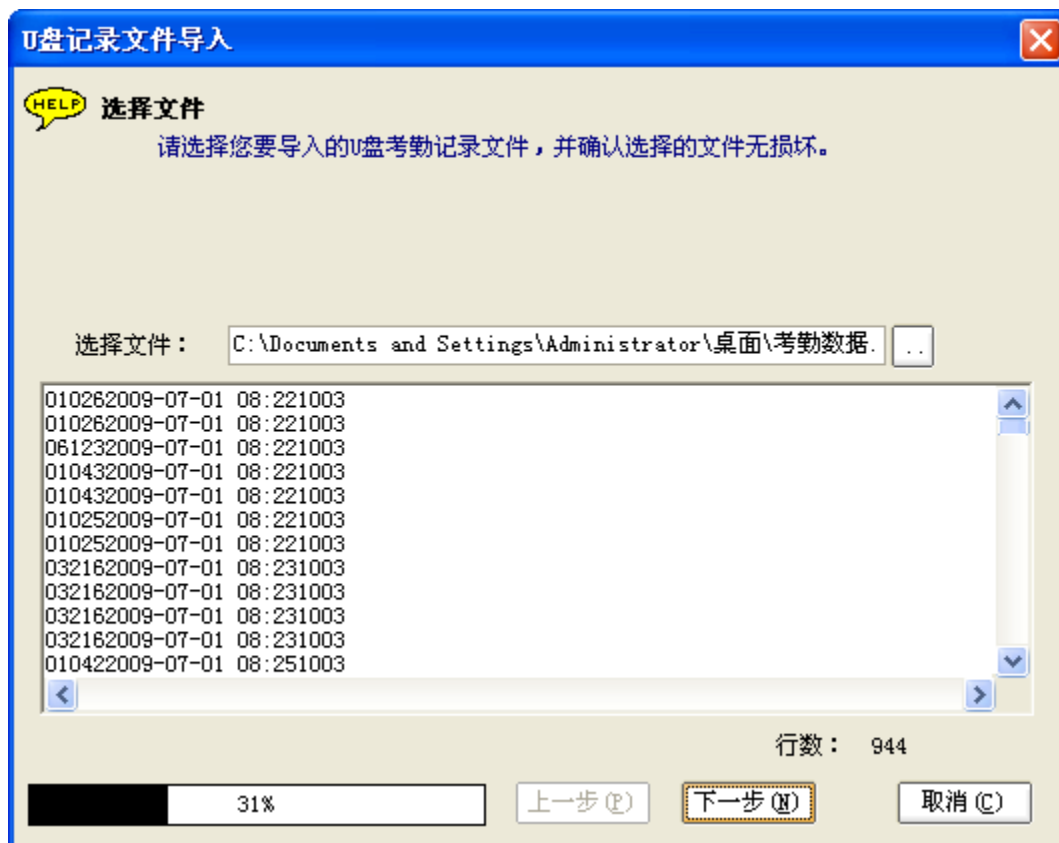 U盘记录文件导入
HELP
选择文件
请选择您要导入的U盘考勤记录文件，并确认选择的文件无损坏。
选择文件： C:\Documents and Settings\Administrator\桌面\考勤数据. ..
010262009-07-01 08:221003
010262009-07-01 08:221003
061232009-07-01 08:221003
010432009-07-01 08:221003
010432009-07-01 08:221003
010252009-07-01 08:221003
010252009-07-01 08:221003
032162009-07-01 08:231003
032162009-07-01 08:231003
032162009-07-01 08:231003
032162009-07-01 08:231003
010422009-07-01 08:251003
行数： 944
31% 上一步(P) 下一步(N) 取消(C)